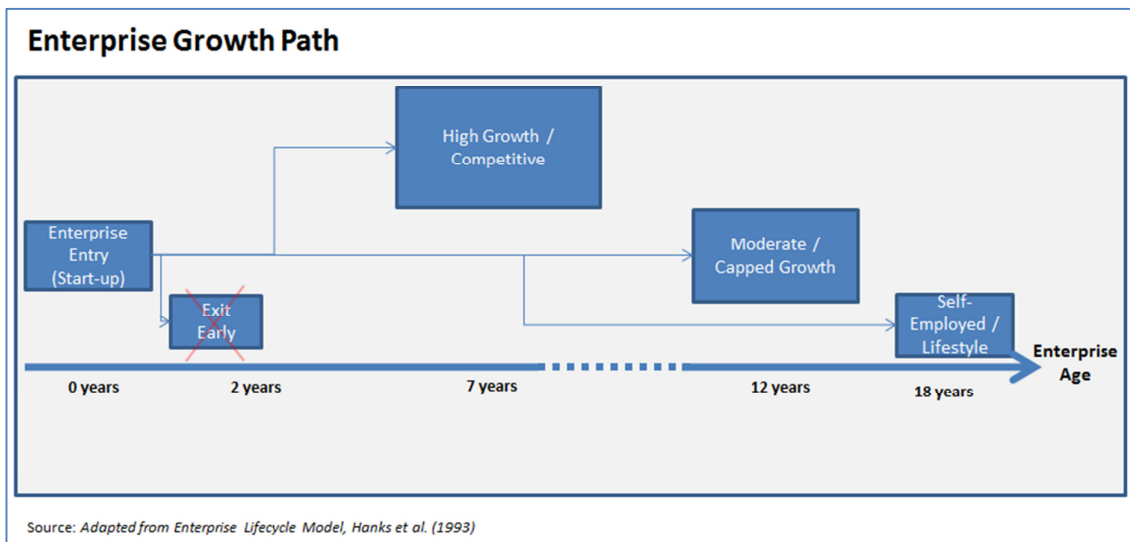 Enterprise Growth Path
High Growth /
Competitive
Enterprise
Entry
(Start-up)
Moderate /
Capped Growth
Exit
Early
Self-
Employed /
Lifestyle
Enterprise
Age
0 years
2 years
7 years
12 years
18 years
Source: Adapted from Enterprise Lifecycle Model, Hanks et al. (1993)